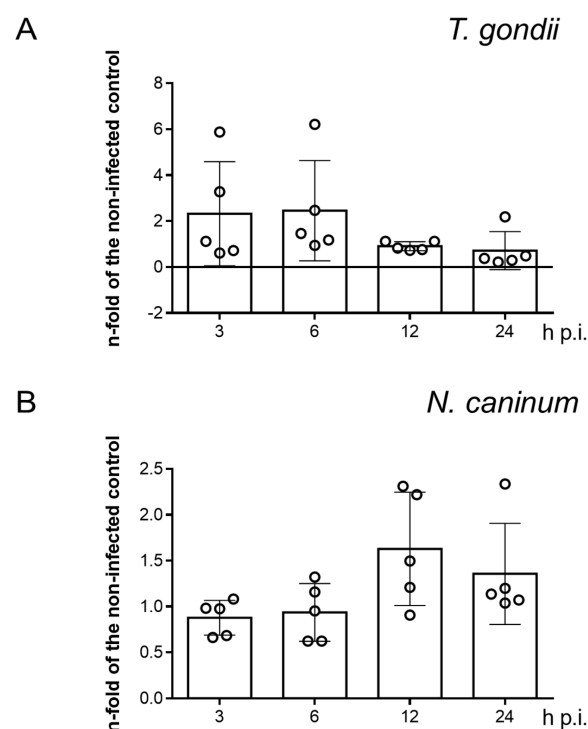 A
T. gondii
n-fold of the non-infected control
8
6
4
2
0
-2
3 6 12 24 h p.i.
B
N. caninum
n-fold of the non-infected control
2.5
2.0
1.5
1.0
0.5
0.0
3 6 12 24 h p.i.